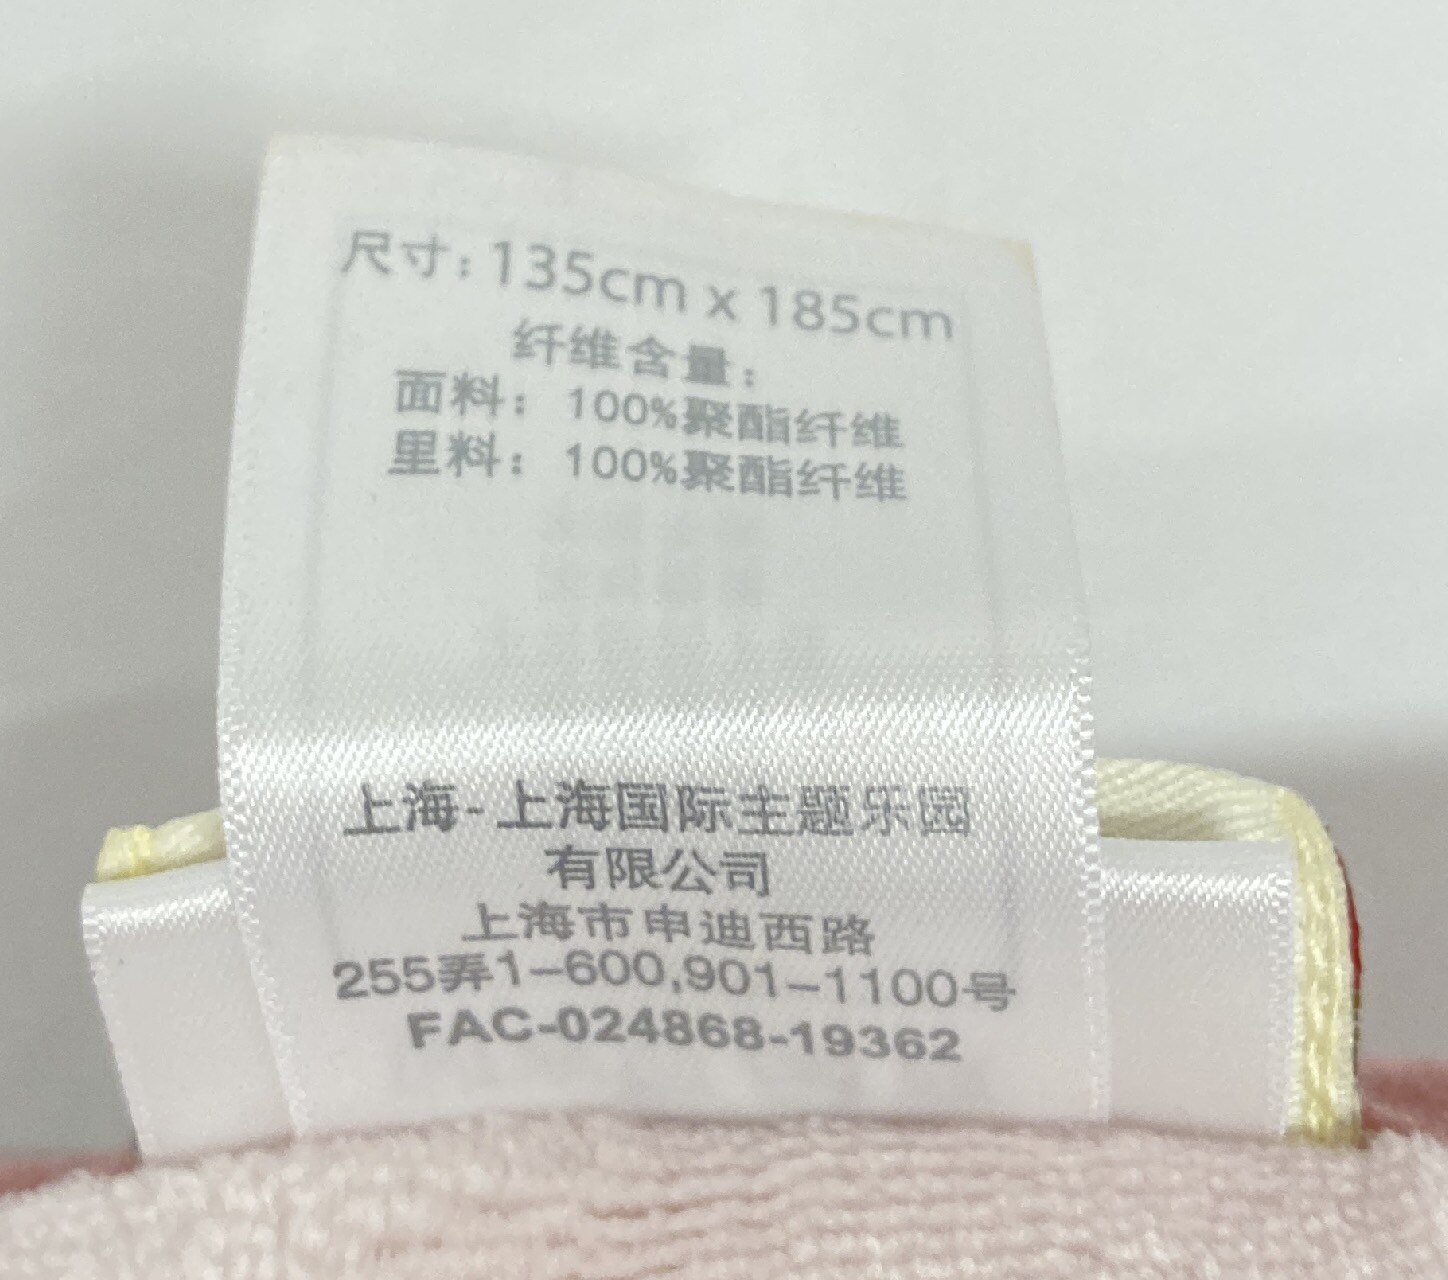 尺寸：135cm x 185cm
纤维含量：
面料：100%聚酯纤维
里料：100%聚酯纤维
上海-上海国际主题乐园
有限公司
上海市申迪西路
255弄1-600,901-1100号
FAC-024868-19362